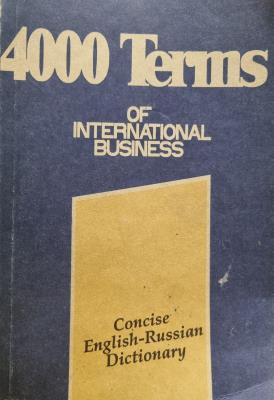 4000 Terms
OF
INTERNATIONAL
BUSINESS
Concise
English-Russian
Dictionary